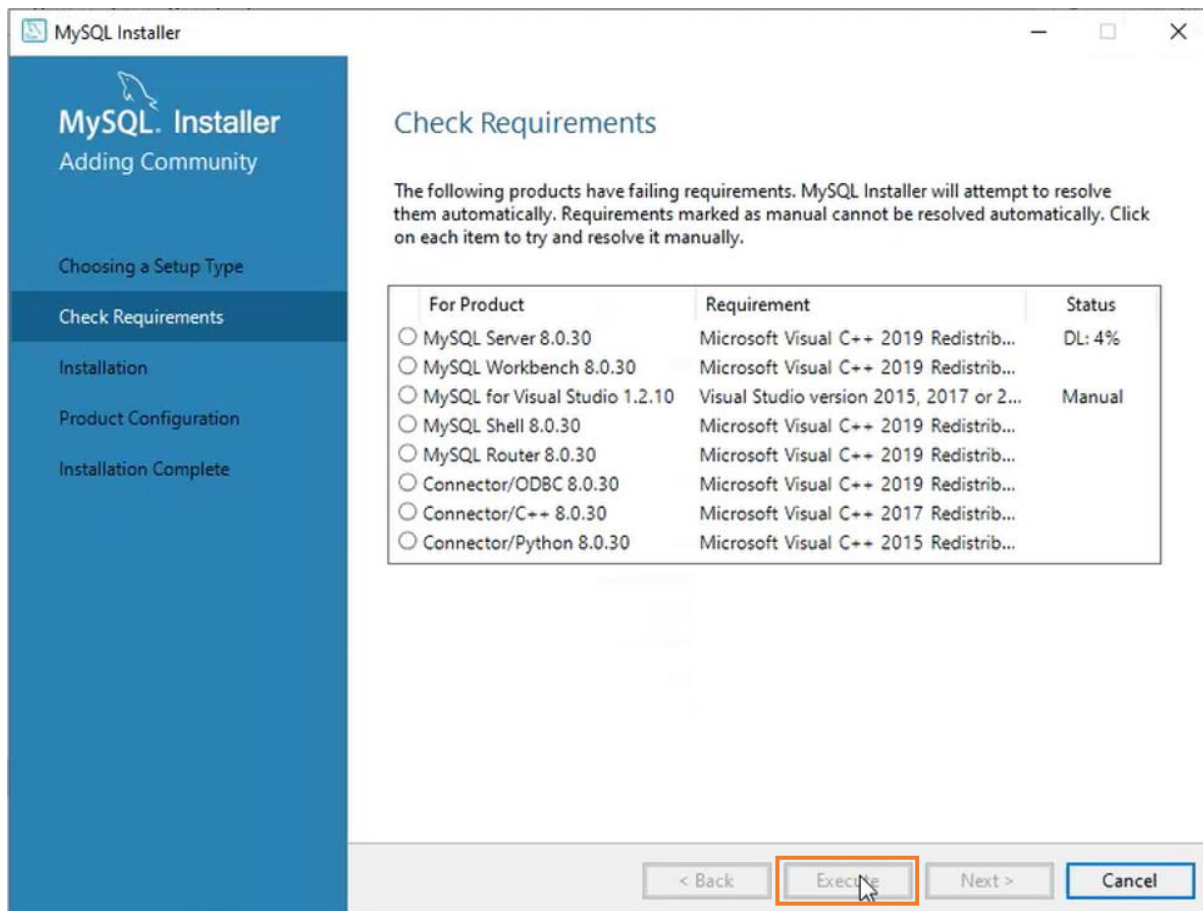 MySQL Installer
MySQL. Installer
Adding Community
Choosing a Setup Type
Check Requirements
Installation
Product Configuration
Installation Complete
Check Requirements
The following products have failing requirements. MySQL Installer will attempt to resolve
them automatically. Requirements marked as manual cannot be resolved automatically. Click
on each item to try and resolve it manually.
For Product Requirement Status
MySQL Server 8.0.30 Microsoft Visual C++ 2019 Redistrib... DL: 4%
MySQL Workbench 8.0.30 Microsoft Visual C++ 2019 Redistrib...
MySQL for Visual Studio 1.2.10 Visual Studio version 2015, 2017 or 2... Manual
MySQL Shell 8.0.30 Microsoft Visual C++ 2019 Redistrib...
MySQL Router 8.0.30 Microsoft Visual C++ 2019 Redistrib...
Connector/ODBC 8.0.30 Microsoft Visual C++ 2019 Redistrib...
Connector/C++ 8.0.30 Microsoft Visual C++ 2017 Redistrib...
Connector/Python 8.0.30 Microsoft Visual C++ 2015 Redistrib...
< Back Execute Next > Cancel